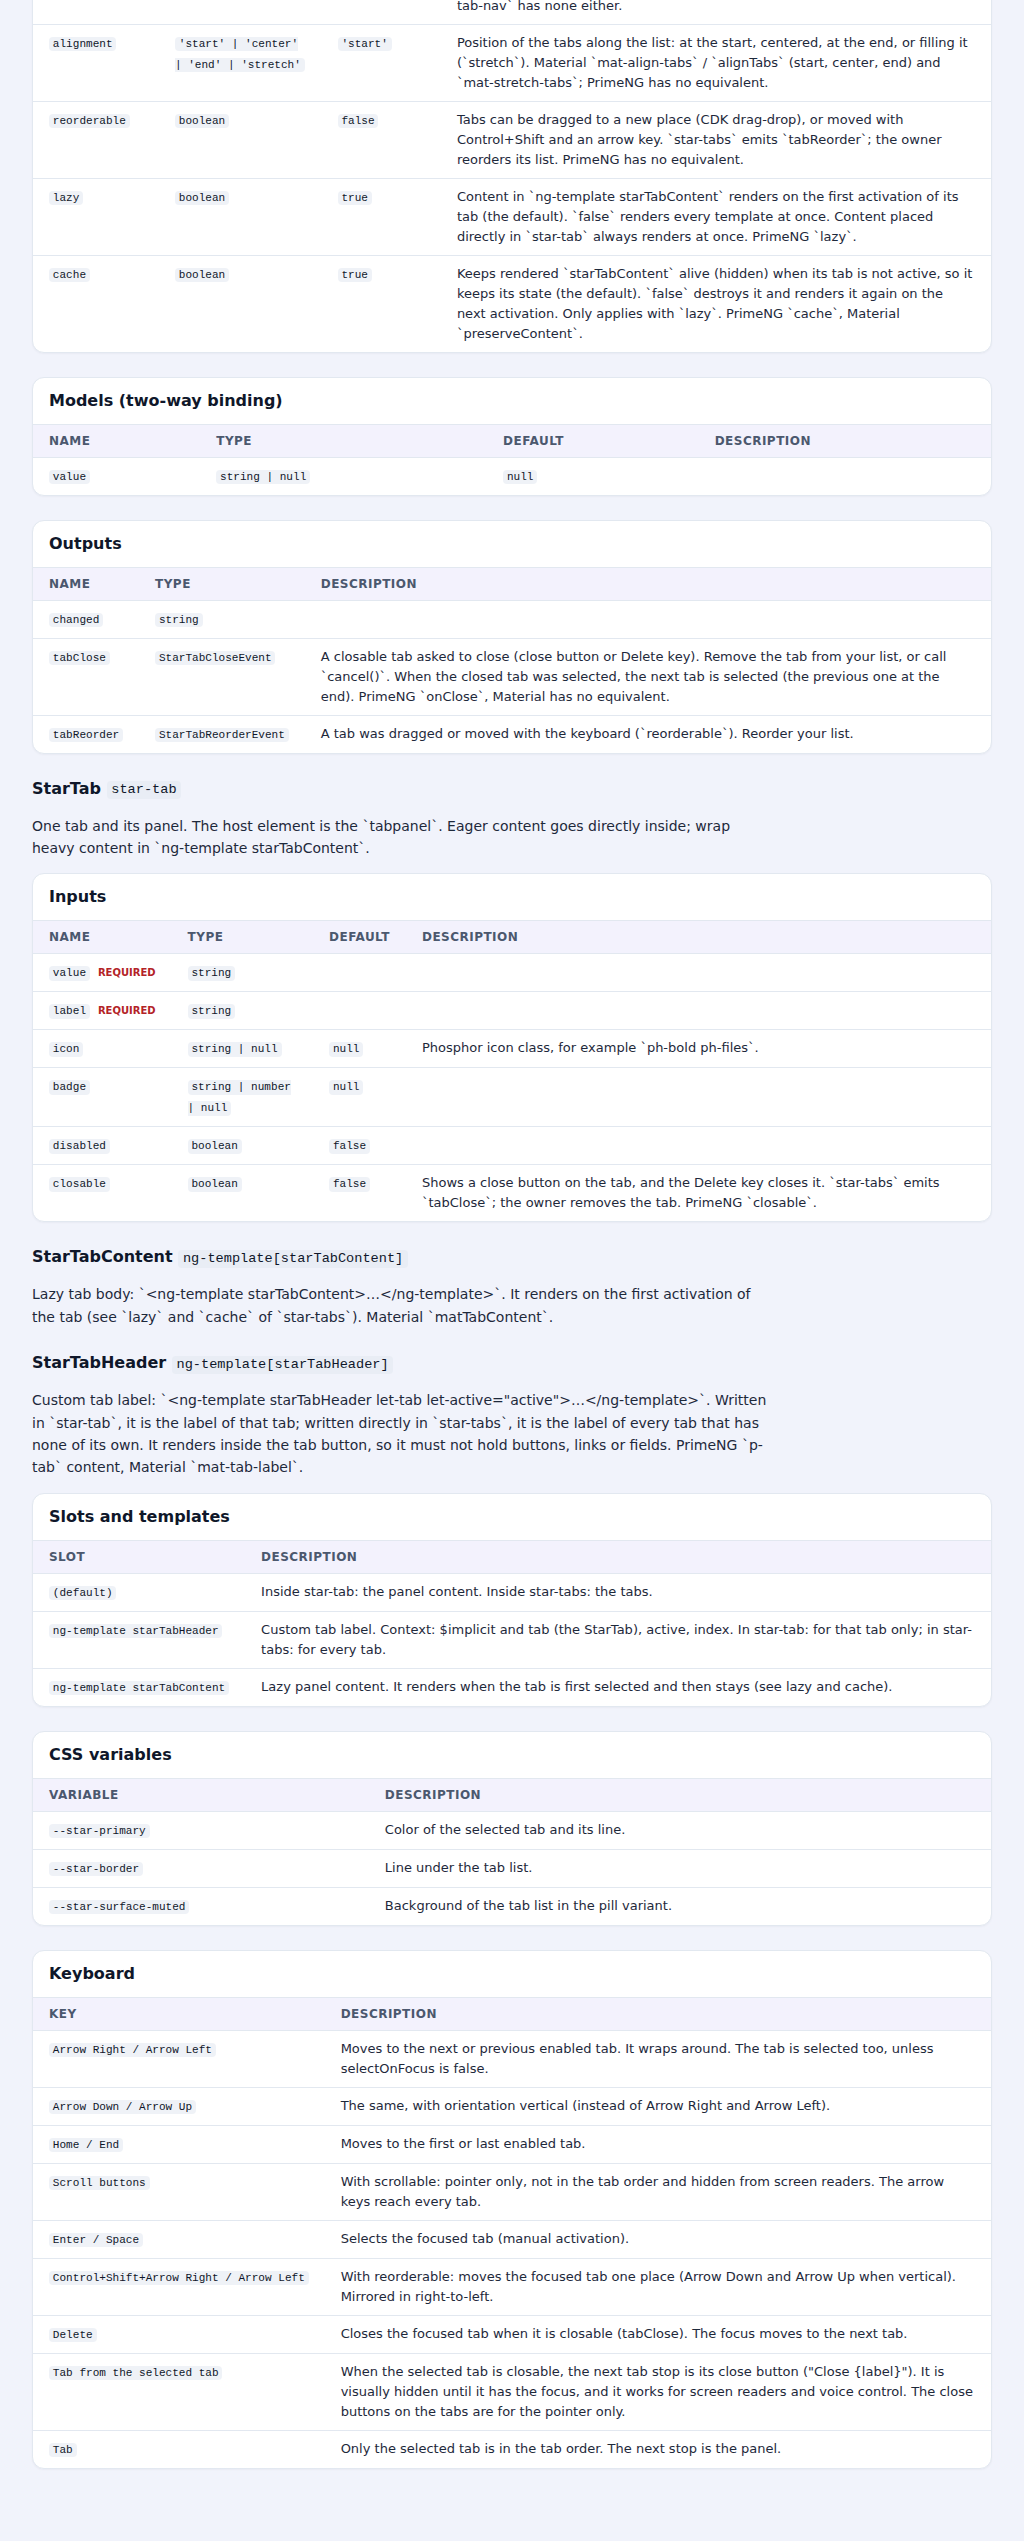 tab-nav` has none either.
alignment 'start' | 'center' 'start' Position of the tabs along the list: at the start, centered, at the end, or filling it
| 'end' | 'stretch' (`stretch`). Material `mat-align-tabs` / `alignTabs` (start, center, end) and
`mat-stretch-tabs`; PrimeNG has no equivalent.
reorderable boolean false Tabs can be dragged to a new place (CDK drag-drop), or moved with
Control+Shift and an arrow key. `star-tabs` emits `tabReorder`; the owner
reorders its list. PrimeNG has no equivalent.
lazy boolean true Content in `ng-template starTabContent` renders on the first activation of its
tab (the default). `false` renders every template at once. Content placed
directly in `star-tab` always renders at once. PrimeNG `lazy`.
cache boolean true Keeps rendered `starTabContent` alive (hidden) when its tab is not active, so it
keeps its state (the default). `false` destroys it and renders it again on the
next activation. Only applies with `lazy`. PrimeNG `cache`, Material
`preserveContent`.
Models (two-way binding)
NAME TYPE DEFAULT DESCRIPTION
value string | null null
Outputs
NAME TYPE DESCRIPTION
changed string
tabClose StarTabCloseEvent A closable tab asked to close (close button or Delete key). Remove the tab from your list, or call
`cancel()`. When the closed tab was selected, the next tab is selected (the previous one at the
end). PrimeNG `onClose`, Material has no equivalent.
tabReorder StarTabReorderEvent A tab was dragged or moved with the keyboard (`reorderable`). Reorder your list.
StarTab star-tab
One tab and its panel. The host element is the `tabpanel`. Eager content goes directly inside; wrap
heavy content in `ng-template starTabContent`.
Inputs
NAME TYPE DEFAULT DESCRIPTION
value REQUIRED string
label REQUIRED string
icon string | null null Phosphor icon class, for example `ph-bold ph-files`.
badge string | number null
| null
disabled boolean false
closable boolean false Shows a close button on the tab, and the Delete key closes it. `star-tabs` emits
`tabClose`; the owner removes the tab. PrimeNG `closable`.
StarTabContent ng-template[starTabContent]
Lazy tab body: `<ng-template starTabContent>…</ng-template>`. It renders on the first activation of
the tab (see `lazy` and `cache` of `star-tabs`). Material `matTabContent`.
StarTabHeader ng-template[starTabHeader]
Custom tab label: `<ng-template starTabHeader let-tab let-active="active">…</ng-template>`. Written
in `star-tab`, it is the label of that tab; written directly in `star-tabs`, it is the label of every tab that has
none of its own. It renders inside the tab button, so it must not hold buttons, links or fields. PrimeNG `p-
tab` content, Material `mat-tab-label`.
Slots and templates
SLOT DESCRIPTION
(default) Inside star-tab: the panel content. Inside star-tabs: the tabs.
ng-template starTabHeader Custom tab label. Context: $implicit and tab (the StarTab), active, index. In star-tab: for that tab only; in star-
tabs: for every tab.
ng-template starTabContent Lazy panel content. It renders when the tab is first selected and then stays (see lazy and cache).
CSS variables
VARIABLE DESCRIPTION
--star-primary Color of the selected tab and its line.
--star-border Line under the tab list.
--star-surface-muted Background of the tab list in the pill variant.
Keyboard
KEY DESCRIPTION
Arrow Right / Arrow Left Moves to the next or previous enabled tab. It wraps around. The tab is selected too, unless
selectOnFocus is false.
Arrow Down / Arrow Up The same, with orientation vertical (instead of Arrow Right and Arrow Left).
Home / End Moves to the first or last enabled tab.
Scroll buttons With scrollable: pointer only, not in the tab order and hidden from screen readers. The arrow
keys reach every tab.
Enter / Space Selects the focused tab (manual activation).
Control+Shift+Arrow Right / Arrow Left With reorderable: moves the focused tab one place (Arrow Down and Arrow Up when vertical).
Mirrored in right-to-left.
Delete Closes the focused tab when it is closable (tabClose). The focus moves to the next tab.
Tab from the selected tab When the selected tab is closable, the next tab stop is its close button ("Close {label}"). It is
visually hidden until it has the focus, and it works for screen readers and voice control. The close
buttons on the tabs are for the pointer only.
Tab Only the selected tab is in the tab order. The next stop is the panel.